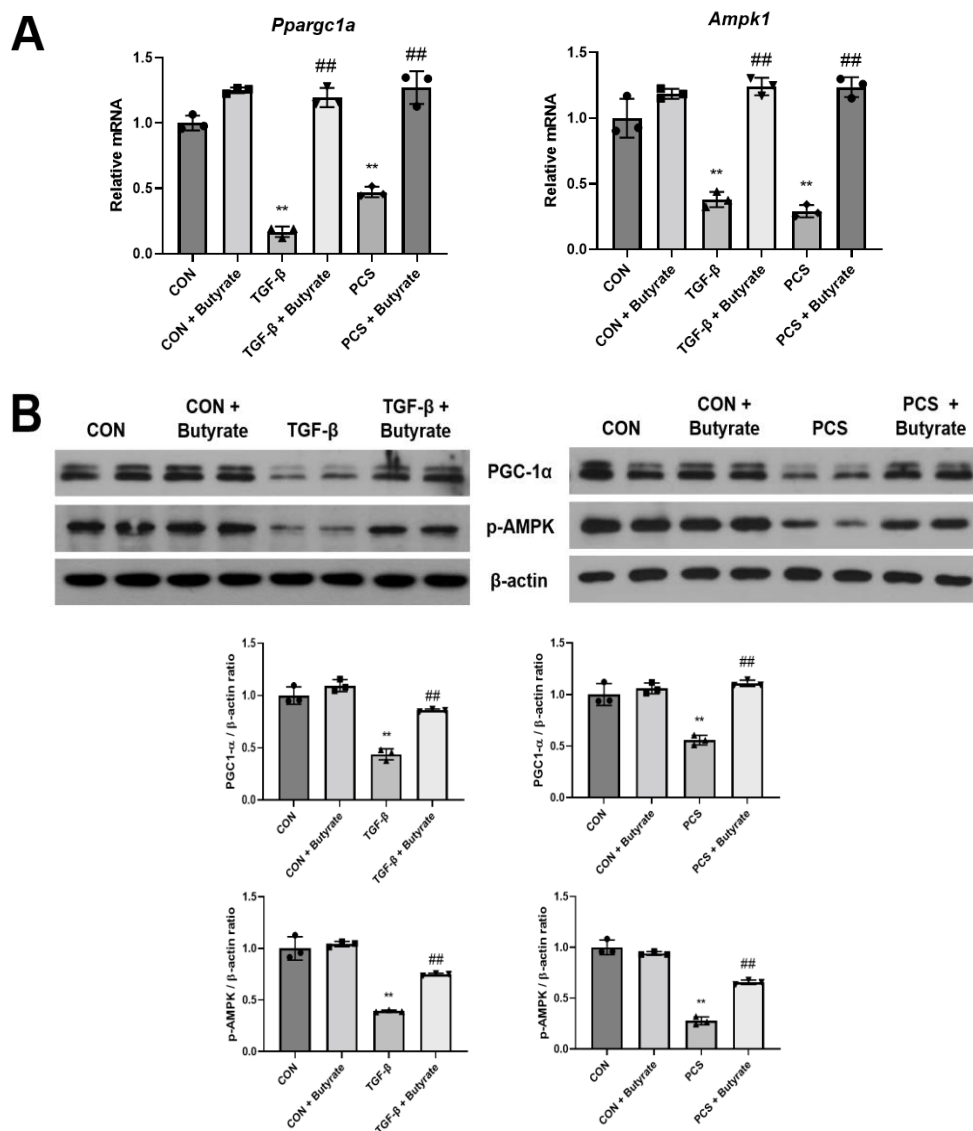 A
Ppargc1a
Relative mRNA
1.5
1.0
0.5
0.0
##
##
**
**
CON
CON + Butyrate
TGF-β
TGF-β + Butyrate
PCS
PCS + Butyrate
Ampk1
Relative mRNA
1.5
1.0
0.5
0.0
##
##
**
**
CON
CON + Butyrate
TGF-β
TGF-β + Butyrate
PCS
PCS + Butyrate
B
CON
CON +
Butyrate
TGF-β
TGF-β +
Butyrate
CON
CON +
Butyrate
PCS
PCS +
Butyrate
PGC-1α
p-AMPK
β-actin
PGC1-α / β-actin ratio
1.5
1.0
0.5
0.0
**
##
CON
CON + Butyrate
TGF-β
TGF-β + Butyrate
PGC1-α / β-actin ratio
1.5
1.0
0.5
0.0
**
##
CON
CON + Butyrate
PCS
PCS + Butyrate
p-AMPK / β-actin ratio
1.5
1.0
0.5
0.0
**
##
CON
CON + Butyrate
TGF-β
TGF-β + Butyrate
p-AMPK / β-actin ratio
1.5
1.0
0.5
0.0
**
##
CON
CON + Butyrate
PCS
PCS + Butyrate